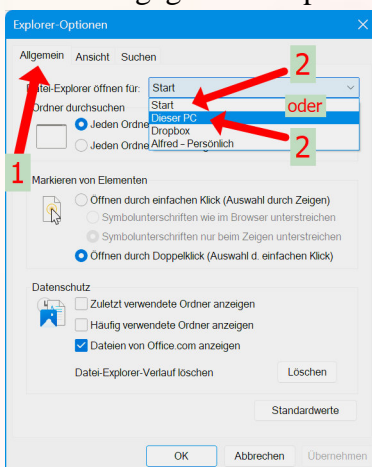 Explorer-Optionen
Allgemein Ansicht Suchen
2
Datei-Explorer öffnen für: Start
Start
oder
Ordner durchsuchen
Dieser PC
Jeden Ordne
Dropbox
2
Jeden Ordne
Alfred – Persönlich
1
Markieren von Elementen
Öffnen durch einfachen Klick (Auswahl durch Zeigen)
Symbolunterschriften wie im Browser unterstreichen
Symbolunterschriften nur beim Zeigen unterstreichen
Öffnen durch Doppelklick (Auswahl d. einfachen Klick)
Datenschutz
Zuletzt verwendete Ordner anzeigen
Häufig verwendete Ordner anzeigen
Dateien von Office.com anzeigen
Datei-Explorer-Verlauf löschen Löschen
Standardwerte
OK Abbrechen Übernehmen